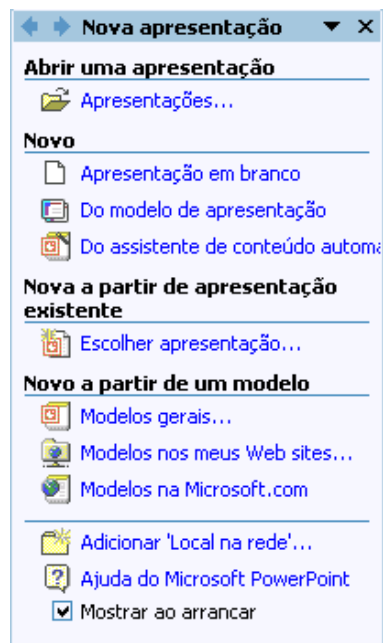 Nova apresentação
Abrir uma apresentação
Apresentações...
Novo
Apresentação em branco
Do modelo de apresentação
Do assistente de conteúdo automa
Nova a partir de apresentação
existente
Escolher apresentação...
Novo a partir de um modelo
Modelos gerais...
Modelos nos meus Web sites...
Modelos na Microsoft.com
Adicionar 'Local na rede'...
Ajuda do Microsoft PowerPoint
Mostrar ao arrancar